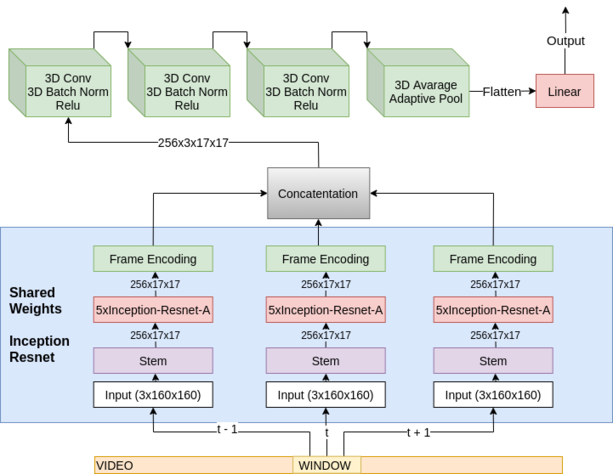 Output
3D Conv
3D Batch Norm
Relu
3D Conv
3D Batch Norm
Relu
3D Conv
3D Batch Norm
Relu
3D Avarage
Adaptive Pool
Flatten
Linear
256x3x17x17
Concatentation
Shared
Weights
Inception
Resnet
Frame Encoding
256x17x17
5xInception-Resnet-A
256x17x17
Stem
Input (3x160x160)
Frame Encoding
256x17x17
5xInception-Resnet-A
256x17x17
Stem
Input (3x160x160)
Frame Encoding
256x17x17
5xInception-Resnet-A
256x17x17
Stem
Input (3x160x160)
t - 1
t
t + 1
VIDEO
WINDOW